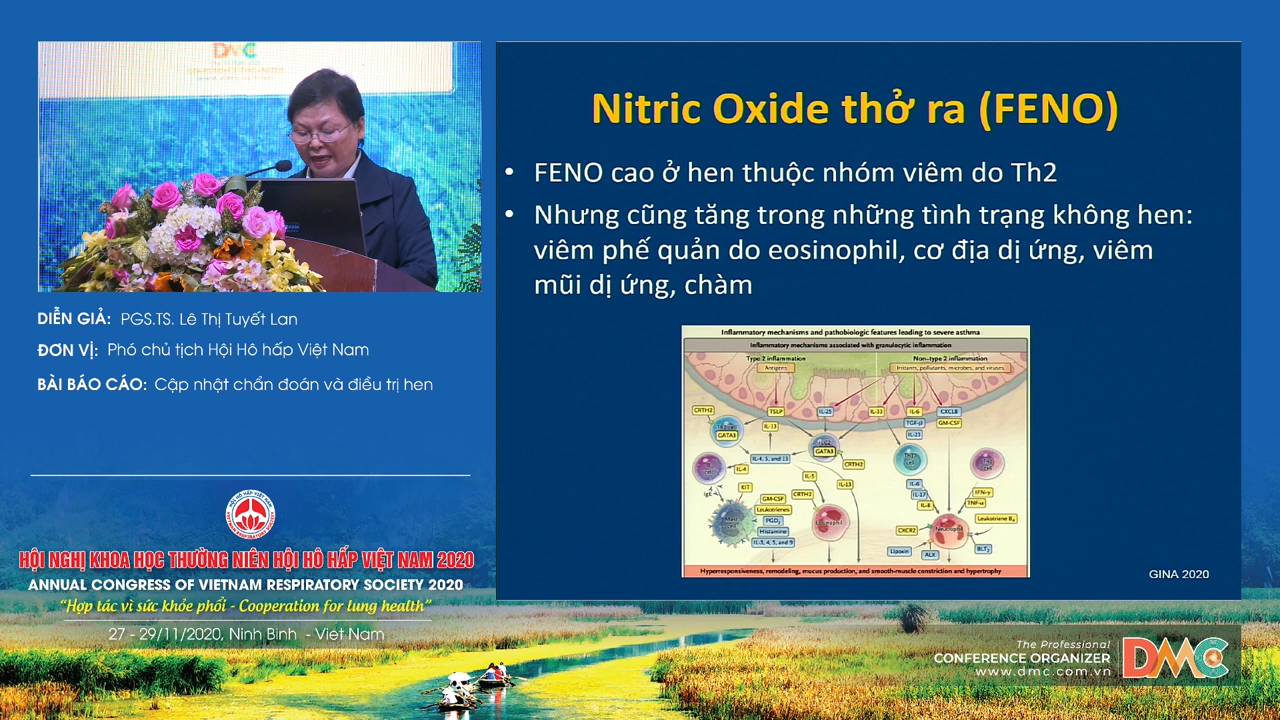 DMC
Nitric Oxide thở ra (FENO)
• FENO cao ở hen thuộc nhóm viêm do Th2
• Nhưng cũng tăng trong những tình trạng không hen:
viêm phế quản do eosinophil, cơ địa dị ứng, viêm
mũi dị ứng, chàm
Inflammatory mechanisms and pathobiologic features leading to severe asthma
Inflammatory mechanisms associated with granulocytic inflammation
Type 2 inflammation
Non-type 2 inflammation
Antigens
Irritants, pollutants, microbes, and viruses
CRTH2
TSLP
IL-25
IL-33
IL-6
CXCL8
IL-13
TGF-β
GM-CSF
IL-23
GATA3
GATA3
IL-4, 5, and 13
CRTH2
IL-4
IL-5
IL-13
IL-6
IgE
KIT
IL-17
IFN-γ
GM-CSF
CRTH2
TNF-α
Leukotrienes
IL-8
PGD2
Mast cell
Eosinophil
Neutrophil
Leukotriene B4
Histamine
CXCR2
IL-3, 4, 5, and 9
Lipoxin
ALX
BLT2
Hyperresponsiveness, remodeling, mucus production, and smooth-muscle constriction and hypertrophy
GINA 2020
DIỄN GIẢ: PGS.TS. Lê Thị Tuyết Lan
ĐƠN VỊ: Phó chủ tịch Hội Hô hấp Việt Nam
BÀI BÁO CÁO: Cập nhật chẩn đoán và điều trị hen
HỘI NGHỊ KHOA HỌC THƯỜNG NIÊN HỘI HÔ HẤP VIỆT NAM 2020
ANNUAL CONGRESS OF VIETNAM RESPIRATORY SOCIETY 2020
“Hợp tác vì sức khỏe phổi - Cooperation for lung health”
27 - 29/11/2020, Ninh Bình - Việt Nam
The Professional
CONFERENCE ORGANIZER
www.dmc.com.vn
DMC